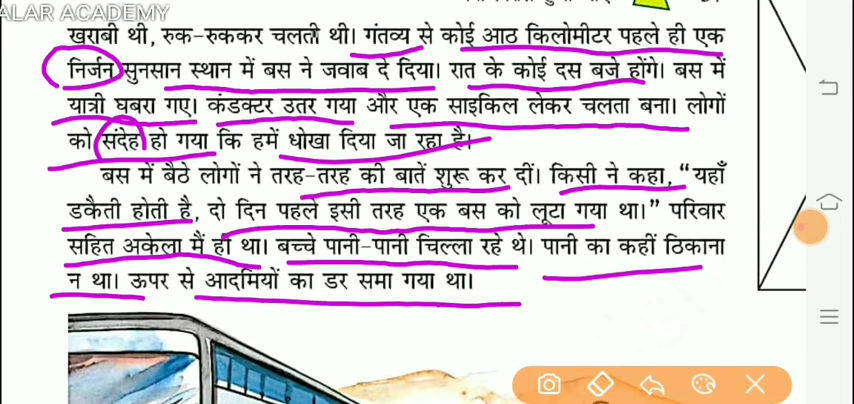 ALAR ACADEMY
खराबी थी, रुक-रुककर चलती थी। गंतव्य से कोई आठ किलोमीटर पहले ही एक
निर्जन सुनसान स्थान में बस ने जवाब दे दिया। रात के कोई दस बजे होंगे। बस में
यात्री घबरा गए। कंडक्टर उतर गया और एक साइकिल लेकर चलता बना। लोगों
को संदेह हो गया कि हमें धोखा दिया जा रहा है।
बस में बैठे लोगों ने तरह-तरह की बातें शुरू कर दीं। किसी ने कहा, “यहाँ
डकैती होती है, दो दिन पहले इसी तरह एक बस को लूटा गया था।” परिवार
सहित अकेला मैं ही था। बच्चे पानी-पानी चिल्ला रहे थे। पानी का कहीं ठिकाना
न था। ऊपर से आदमियों का डर समा गया था।